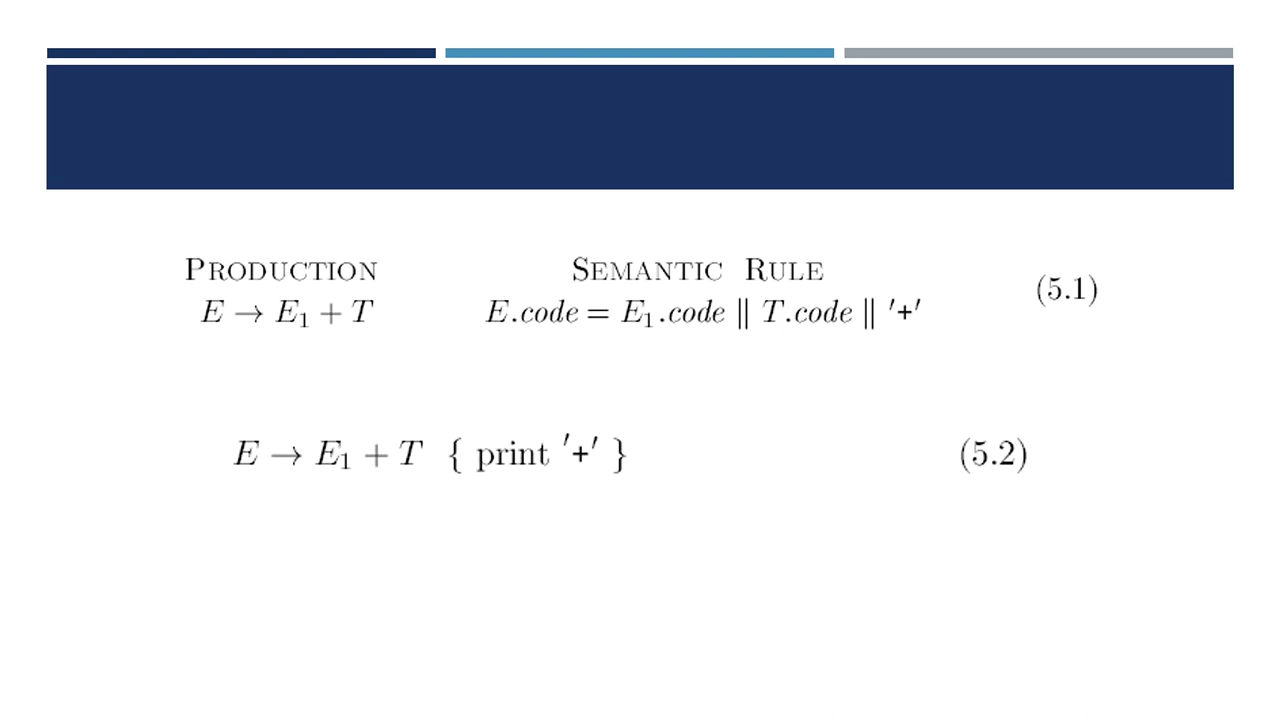 PRODUCTION SEMANTIC RULE (5.1)
E → E₁ + T E.code = E₁.code || T.code || '+'
E → E₁ + T { print '+' } (5.2)